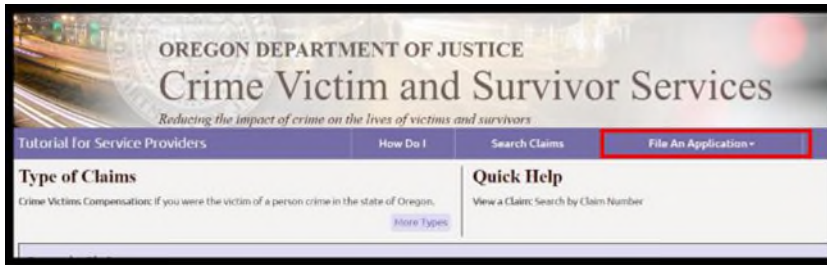 OREGON DEPARTMENT OF JUSTICE
Crime Victim and Survivor Services
Reducing the impact of crime on the lives of victims and survivors
Tutorial for Service Providers How Do I Search Claims File An Application
Type of Claims
Crime Victims Compensation: If you were the victim of a person crime in the state of Oregon.
More Types
Quick Help
View a Claim: Search by Claim Number